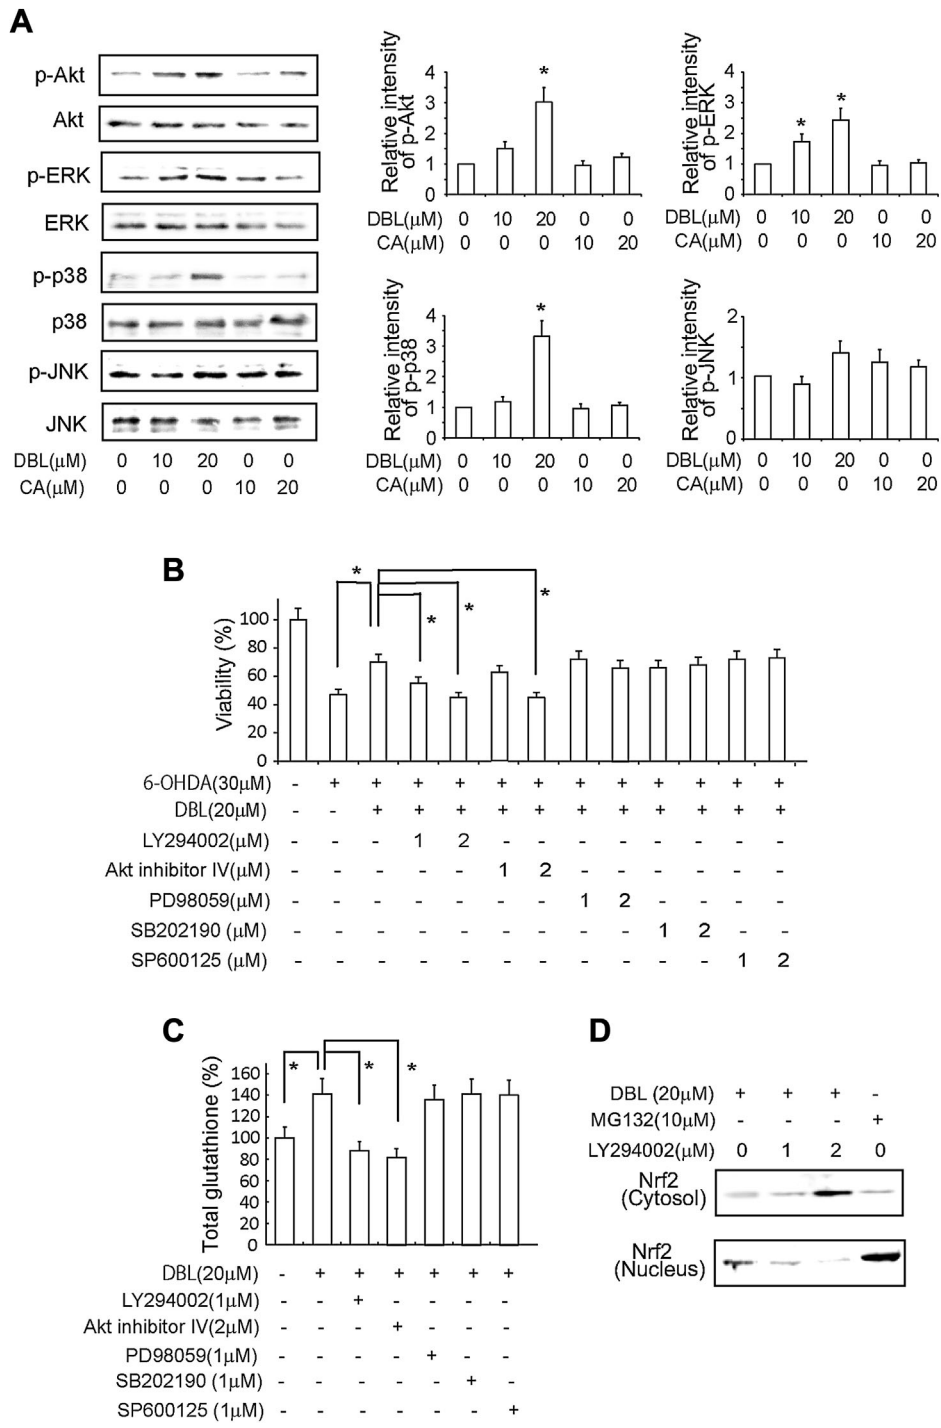 A
p-Akt
Akt
p-ERK
ERK
p-p38
p38
p-JNK
JNK
DBL(μM) 0 10 20 0 0
CA(μM) 0 0 0 10 20
Relative intensity
of p-Akt
4
3
2
1
0
*
DBL(μM) 0 10 20 0 0
CA(μM) 0 0 0 10 20
Relative intensity
of p-ERK
4
3
2
1
0
* *
DBL(μM) 0 10 20 0 0
CA(μM) 0 0 0 10 20
Relative intensity
of p-p38
4
3
2
1
0
*
DBL(μM) 0 10 20 0 0
CA(μM) 0 0 0 10 20
Relative intensity
of p-JNK
2
1
0
DBL(μM) 0 10 20 0 0
CA(μM) 0 0 0 10 20
B
Viability (%)
100
80
60
40
20
0
* * * *
6-OHDA(30μM) - + + + + + + + + + + + +
DBL(20μM) - - + + + + + + + + + + +
LY294002(μM) - - - 1 2 - - - - - - - -
Akt inhibitor IV(μM) - - - - - 1 2 - - - - - -
PD98059(μM) - - - - - - - 1 2 - - - -
SB202190 (μM) - - - - - - - - - 1 2 - -
SP600125 (μM) - - - - - - - - - - - 1 2
C
Total glutathione (%)
160
140
120
100
80
60
40
20
0
* * *
DBL(20μM) - + + + + + +
LY294002(1μM) - - + - - - -
Akt inhibitor IV(2μM) - - - + - - -
PD98059(1μM) - - - - + - -
SB202190 (1μM) - - - - - + -
SP600125 (1μM) - - - - - - +
D
DBL (20μM) + + + -
MG132(10μM) - - - +
LY294002(μM) 0 1 2 0
Nrf2
(Cytosol)
Nrf2
(Nucleus)